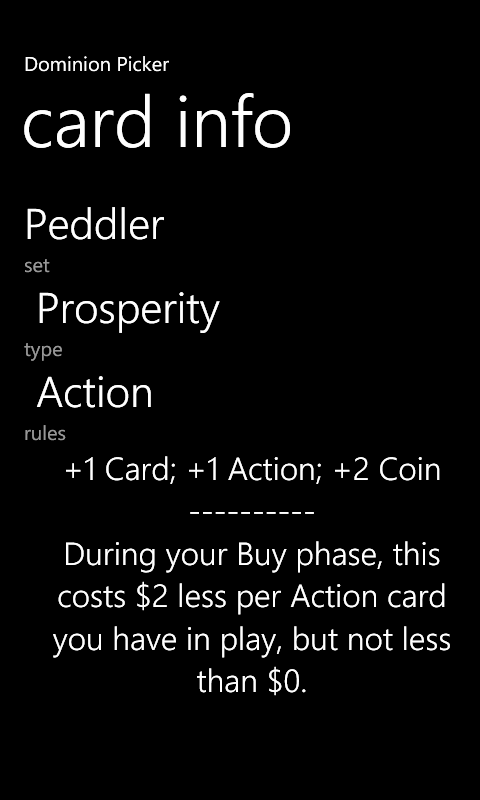 Dominion Picker
card info
Peddler
set
Prosperity
type
Action
rules
+1 Card; +1 Action; +2 Coin
----------
During your Buy phase, this
costs $2 less per Action card
you have in play, but not less
than $0.